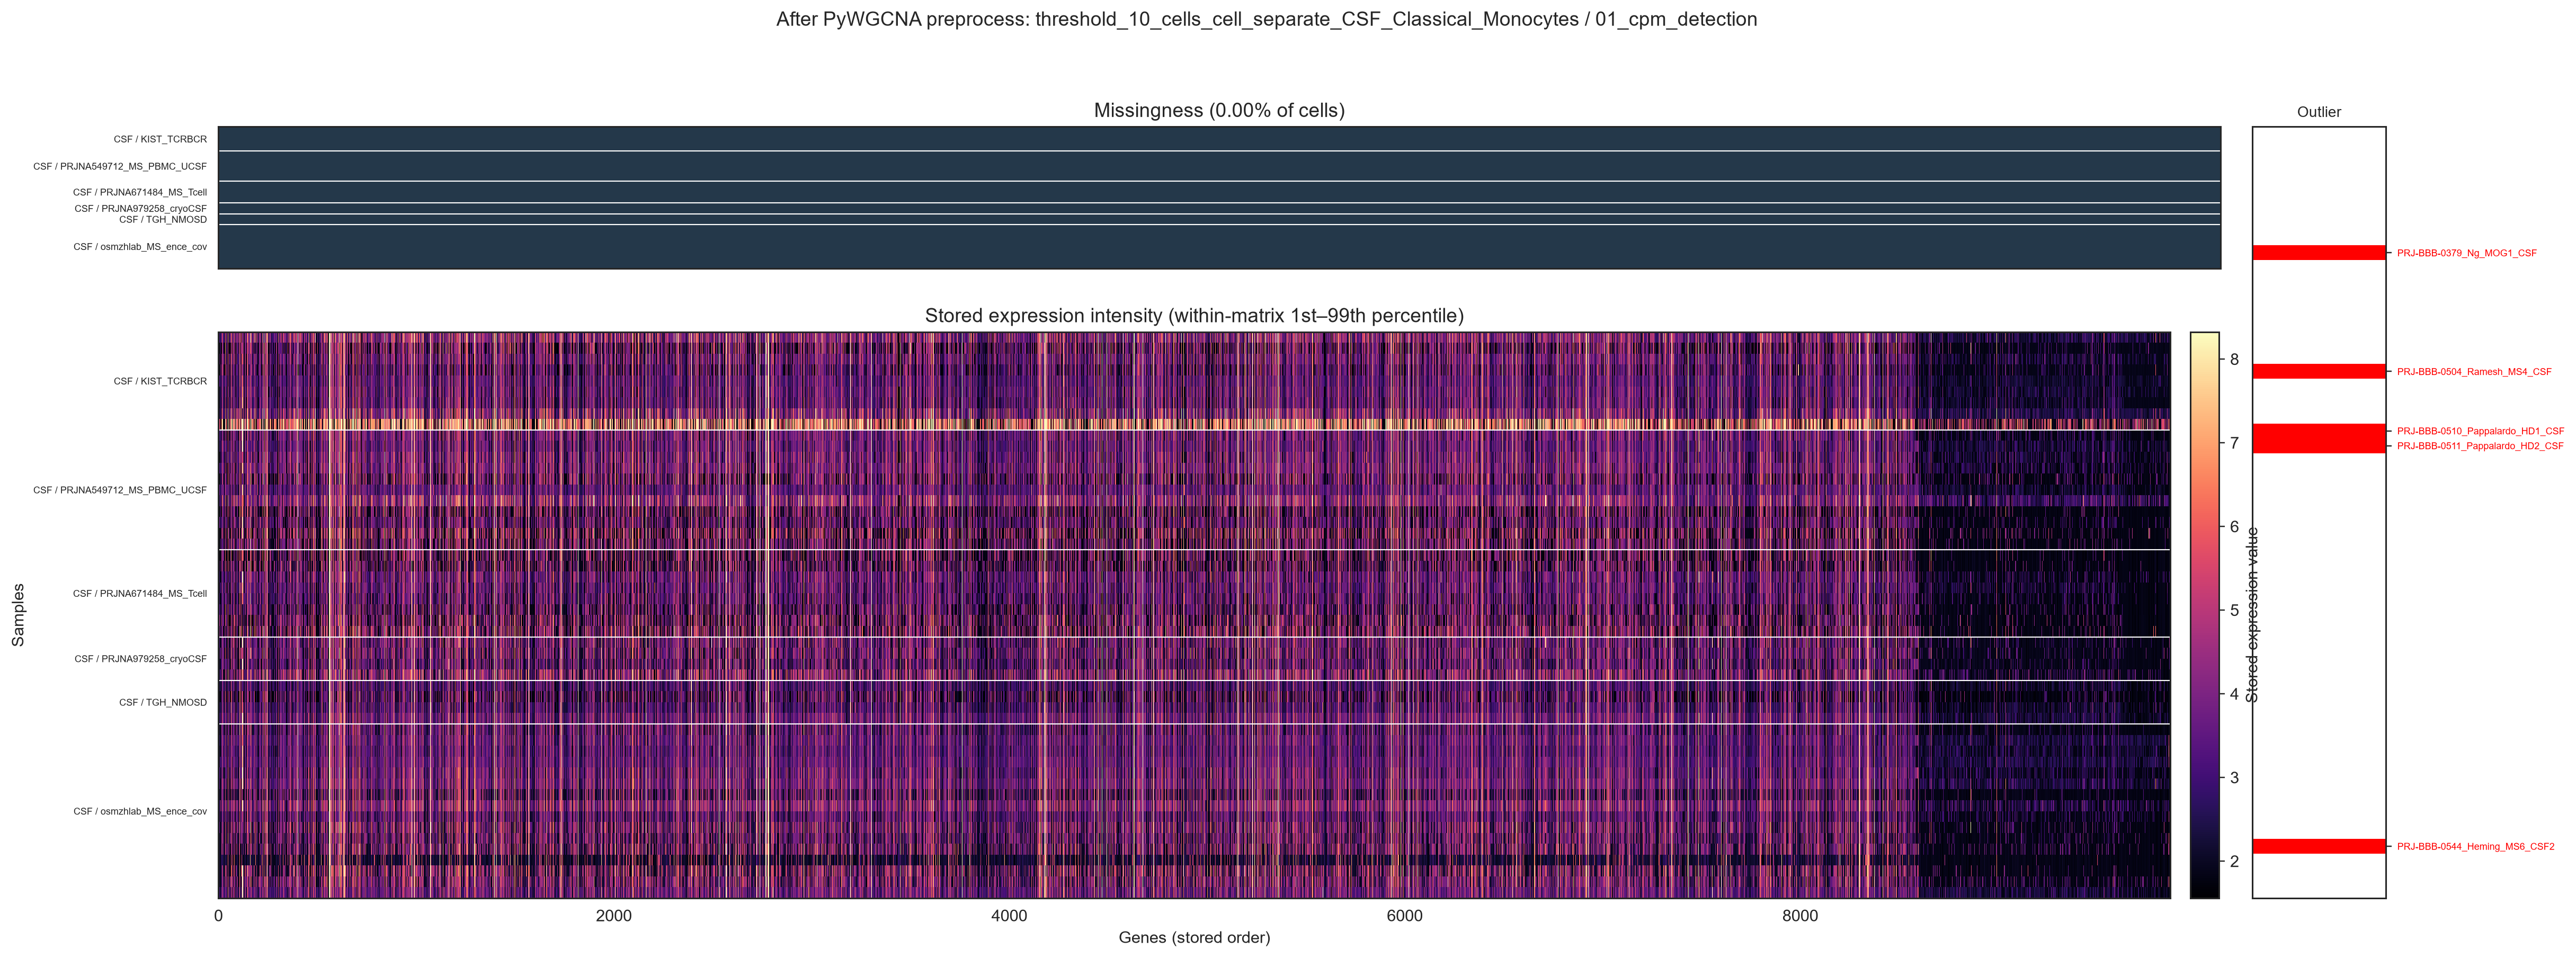 After PyWGCNA preprocess: threshold_10_cells_cell_separate_CSF_Classical_Monocytes / 01_cpm_detection
Missingness (0.00% of cells)
Outlier
CSF / KIST_TCRBCR
CSF / PRJNA549712_MS_PBMC_UCSF
CSF / PRJNA671484_MS_Tcell
CSF / PRJNA979258_cryoCSF
CSF / TGH_NMOSD
CSF / osmzhlab_MS_ence_cov
PRJ-BBB-0379_Ng_MOG1_CSF
Stored expression intensity (within-matrix 1st–99th percentile)
PRJ-BBB-0504_Ramesh_MS4_CSF
PRJ-BBB-0510_Pappalardo_HD1_CSF
PRJ-BBB-0511_Pappalardo_HD2_CSF
PRJ-BBB-0544_Heming_MS6_CSF2
Samples
CSF / KIST_TCRBCR
CSF / PRJNA549712_MS_PBMC_UCSF
CSF / PRJNA671484_MS_Tcell
CSF / PRJNA979258_cryoCSF
CSF / TGH_NMOSD
CSF / osmzhlab_MS_ence_cov
8
7
6
5
4
3
2
Stored expression value
0 2000 4000 6000 8000
Genes (stored order)